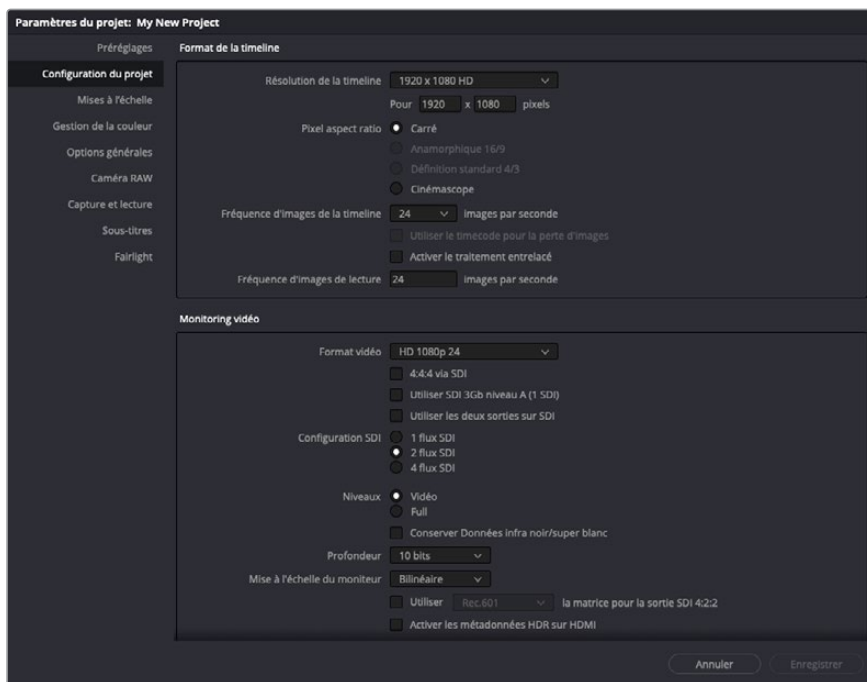 Paramètres du projet: My New Project
Préréglages
Configuration du projet
Mises à l'échelle
Gestion de la couleur
Options générales
Caméra RAW
Capture et lecture
Sous-titres
Fairlight
Format de la timeline
Résolution de la timeline 1920 x 1080 HD
Pour 1920 x 1080 pixels
Pixel aspect ratio Carré
Anamorphique 16/9
Définition standard 4/3
Cinémascope
Fréquence d'images de la timeline 24 images par seconde
Utiliser le timecode pour la perte d'images
Activer le traitement entrelacé
Fréquence d'images de lecture 24 images par seconde
Monitoring vidéo
Format vidéo HD 1080p 24
4:4:4 via SDI
Utiliser SDI 3Gb niveau A (1 SDI)
Utiliser les deux sorties sur SDI
Configuration SDI 1 flux SDI
2 flux SDI
4 flux SDI
Niveaux Vidéo
Full
Conserver Données infra noir/super blanc
Profondeur 10 bits
Mise à l'échelle du moniteur Bilinéaire
Utiliser Rec.601 la matrice pour la sortie SDI 4:2:2
Activer les métadonnées HDR sur HDMI
Annuler Enregistrer